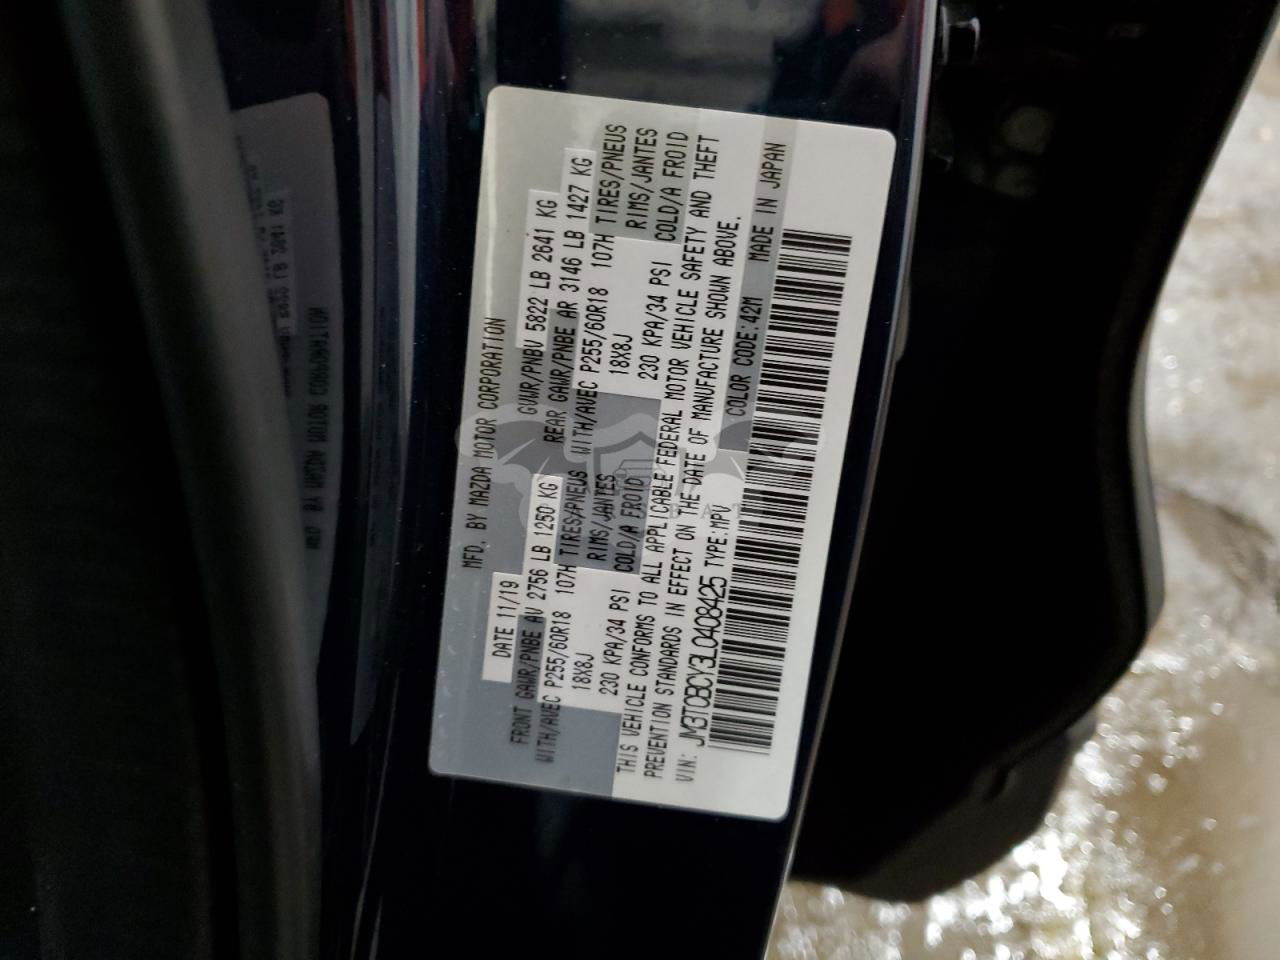 MFD. BY MAZDA MOTOR CORPORATION
DATE 11/19 GVWR/PNBV 5822 LB 2641 KG
FRONT GAWR/PNBE AV 2756 LB 1250 KG REAR GAWR/PNBE AR 3146 LB 1427 KG
WITH/AVEC P255/60R18 107H TIRES/PNEUS WITH/AVEC P255/60R18 107H TIRES/PNEUS
18X8J RIMS/JANTES 18X8J RIMS/JANTES
230 KPA/34 PSI COLD/A FROID 230 KPA/34 PSI COLD/A FROID
THIS VEHICLE CONFORMS TO ALL APPLICABLE FEDERAL MOTOR VEHICLE SAFETY AND THEFT
PREVENTION STANDARDS IN EFFECT ON THE DATE OF MANUFACTURE SHOWN ABOVE.
VIN: JM3TCBCY3L0408425 TYPE:MPV COLOR CODE:42M MADE IN JAPAN